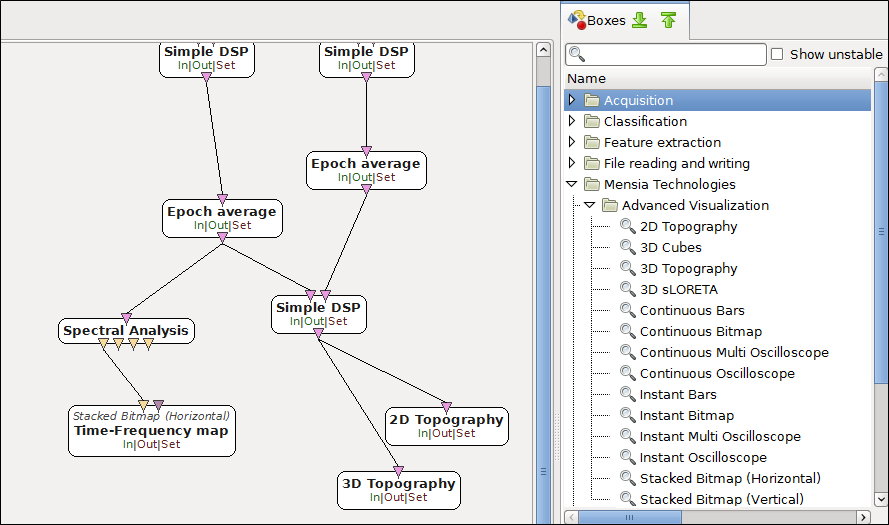 Simple DSP
In|Out|Set
Simple DSP
In|Out|Set
Epoch average
In|Out|Set
Epoch average
In|Out|Set
Simple DSP
In|Out|Set
Spectral Analysis
Stacked Bitmap (Horizontal)
Time-Frequency map
In|Out|Set
2D Topography
In|Out|Set
3D Topography
In|Out|Set
Boxes
Show unstable
Name
Acquisition
Classification
Feature extraction
File reading and writing
Mensia Technologies
Advanced Visualization
2D Topography
3D Cubes
3D Topography
3D sLORETA
Continuous Bars
Continuous Bitmap
Continuous Multi Oscilloscope
Continuous Oscilloscope
Instant Bars
Instant Bitmap
Instant Multi Oscilloscope
Instant Oscilloscope
Stacked Bitmap (Horizontal)
Stacked Bitmap (Vertical)